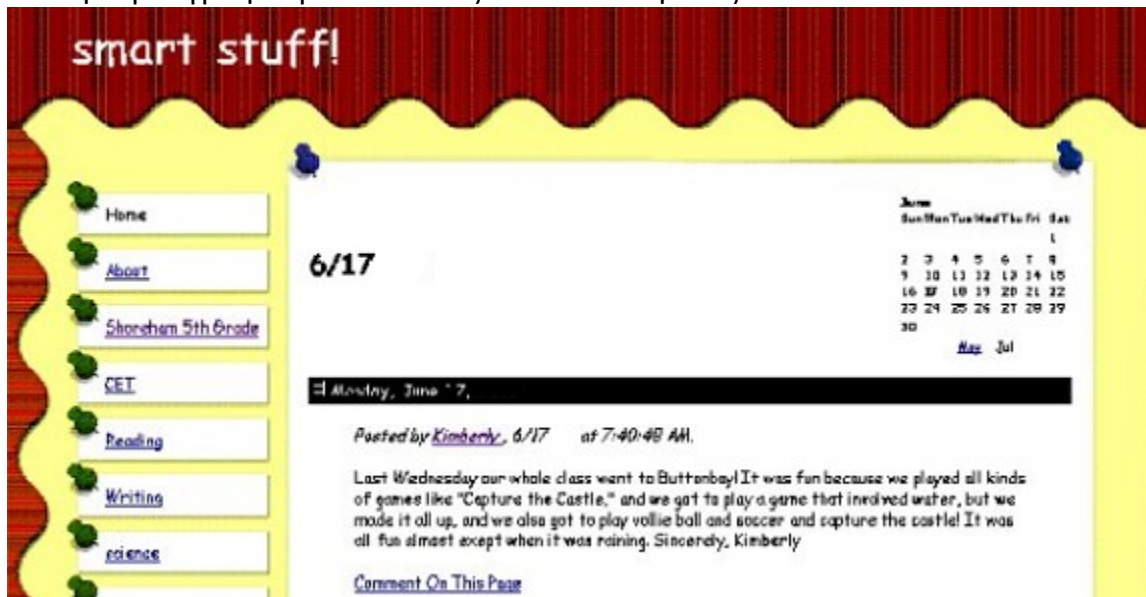 smart stuff!
Home
About
Shoreham 5th Grade
CET
Reading
Writing
science
6/17
June
Sun Mon Tue Wed Thu Fri Sat
1
2 3 4 5 6 7 8
9 10 11 12 13 14 15
16 17 18 19 20 21 22
23 24 25 26 27 28 29
30
May Jul
Monday, June 17,
Posted by Kimberly, 6/17 at 7:40:48 AM.
Last Wednesday our whole class went to Buttonbay! It was fun because we played all kinds
of games like "Capture the Castle," and we got to play a game that involved water, but we
made it all up, and we also got to play vollie ball and soccer and capture the castle! It was
all fun almost exept when it was raining. Sincerely, Kimberly
Comment On This Page